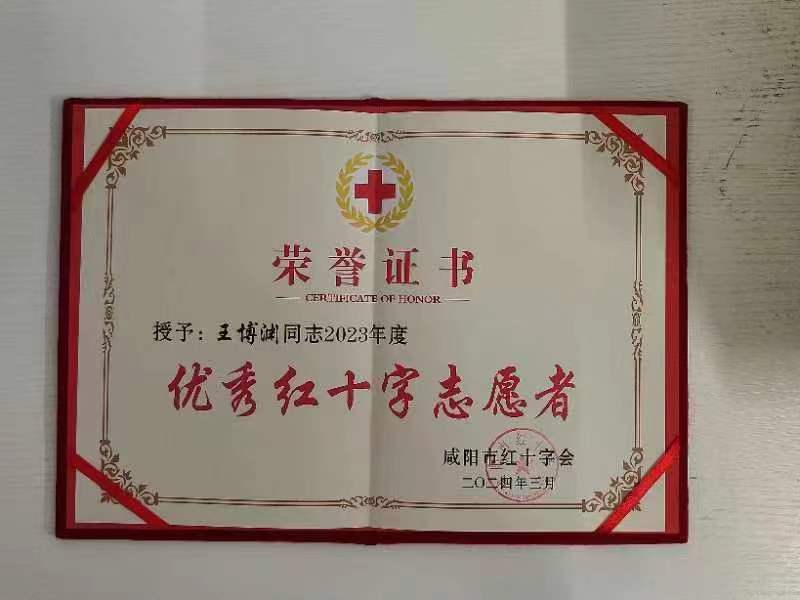 荣誉证书
CERTIFICATE OF HONOR
授予：王博渊同志2023年度
优秀红十字志愿者
咸阳市红十字会
二〇二四年三月